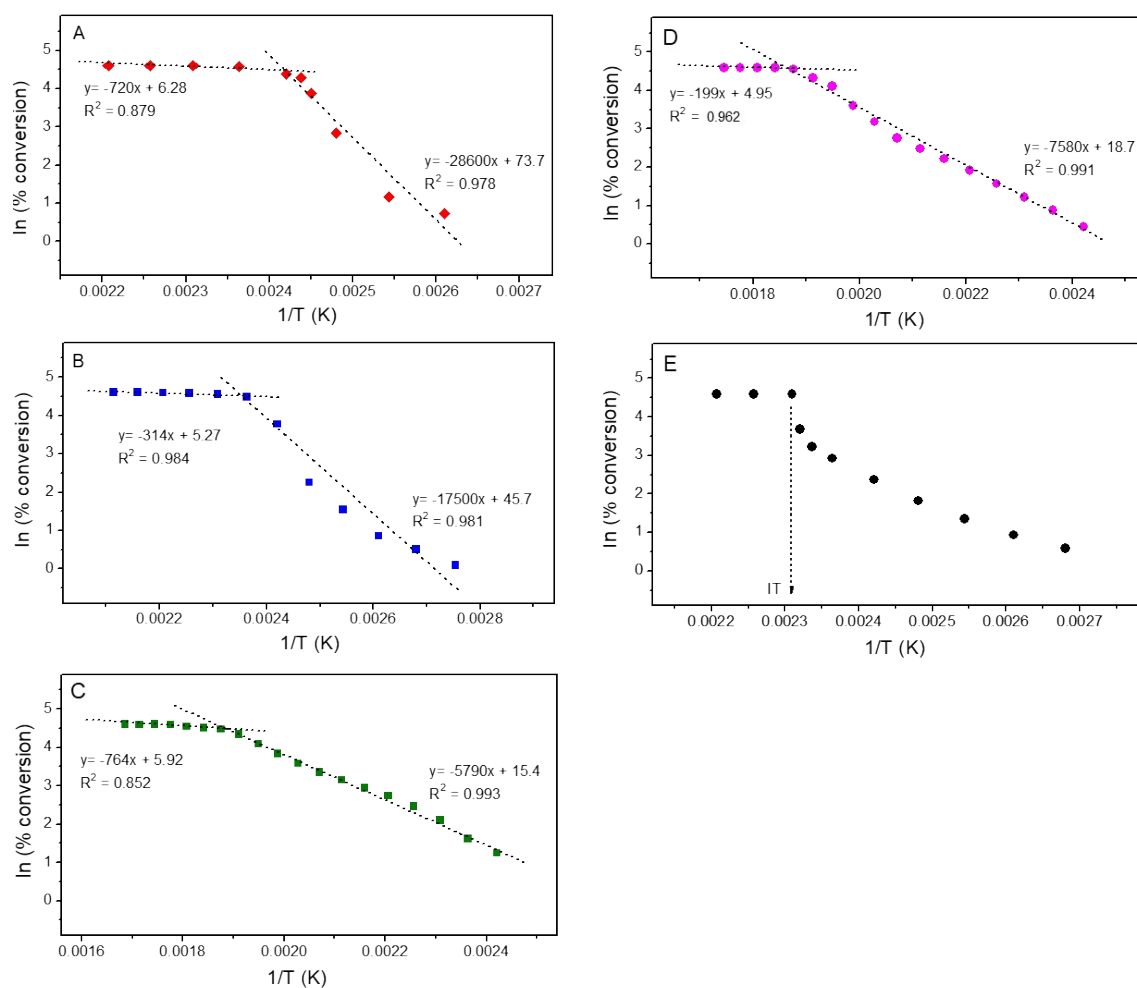 A
ln (% conversion)
5
4
3
2
1
0
y= -720x + 6.28
R² = 0.879
y= -28600x + 73.7
R² = 0.978
0.0022 0.0023 0.0024 0.0025 0.0026 0.0027
1/T (K)
D
ln (% conversion)
5
4
3
2
1
0
y= -199x + 4.95
R² = 0.962
y= -7580x + 18.7
R² = 0.991
0.0018 0.0020 0.0022 0.0024
1/T (K)
B
ln (% conversion)
5
4
3
2
1
0
y= -314x + 5.27
R² = 0.984
y= -17500x + 45.7
R² = 0.981
0.0022 0.0024 0.0026 0.0028
1/T (K)
E
ln (% conversion)
5
4
3
2
1
0
IT
0.0022 0.0023 0.0024 0.0025 0.0026 0.0027
1/T (K)
C
ln (% conversion)
5
4
3
2
1
0
y= -764x + 5.92
R² = 0.852
y= -5790x + 15.4
R² = 0.993
0.0016 0.0018 0.0020 0.0022 0.0024
1/T (K)